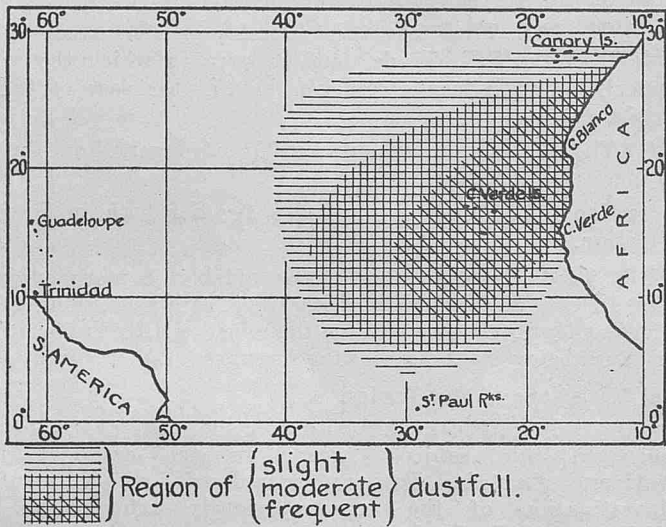 60° 50° 40° 30° 20° 10°
30° 30°
Canary Is.
C. Blanco
20° 20°
C. Verde Is.
AFRICA
Guadeloupe
C. Verde
Trinidad
10° 10°
S. AMERICA
ST Paul Rks.
0° 0°
60° 50° 40° 30° 20° 10°
Region of { slight moderate frequent } dustfall.